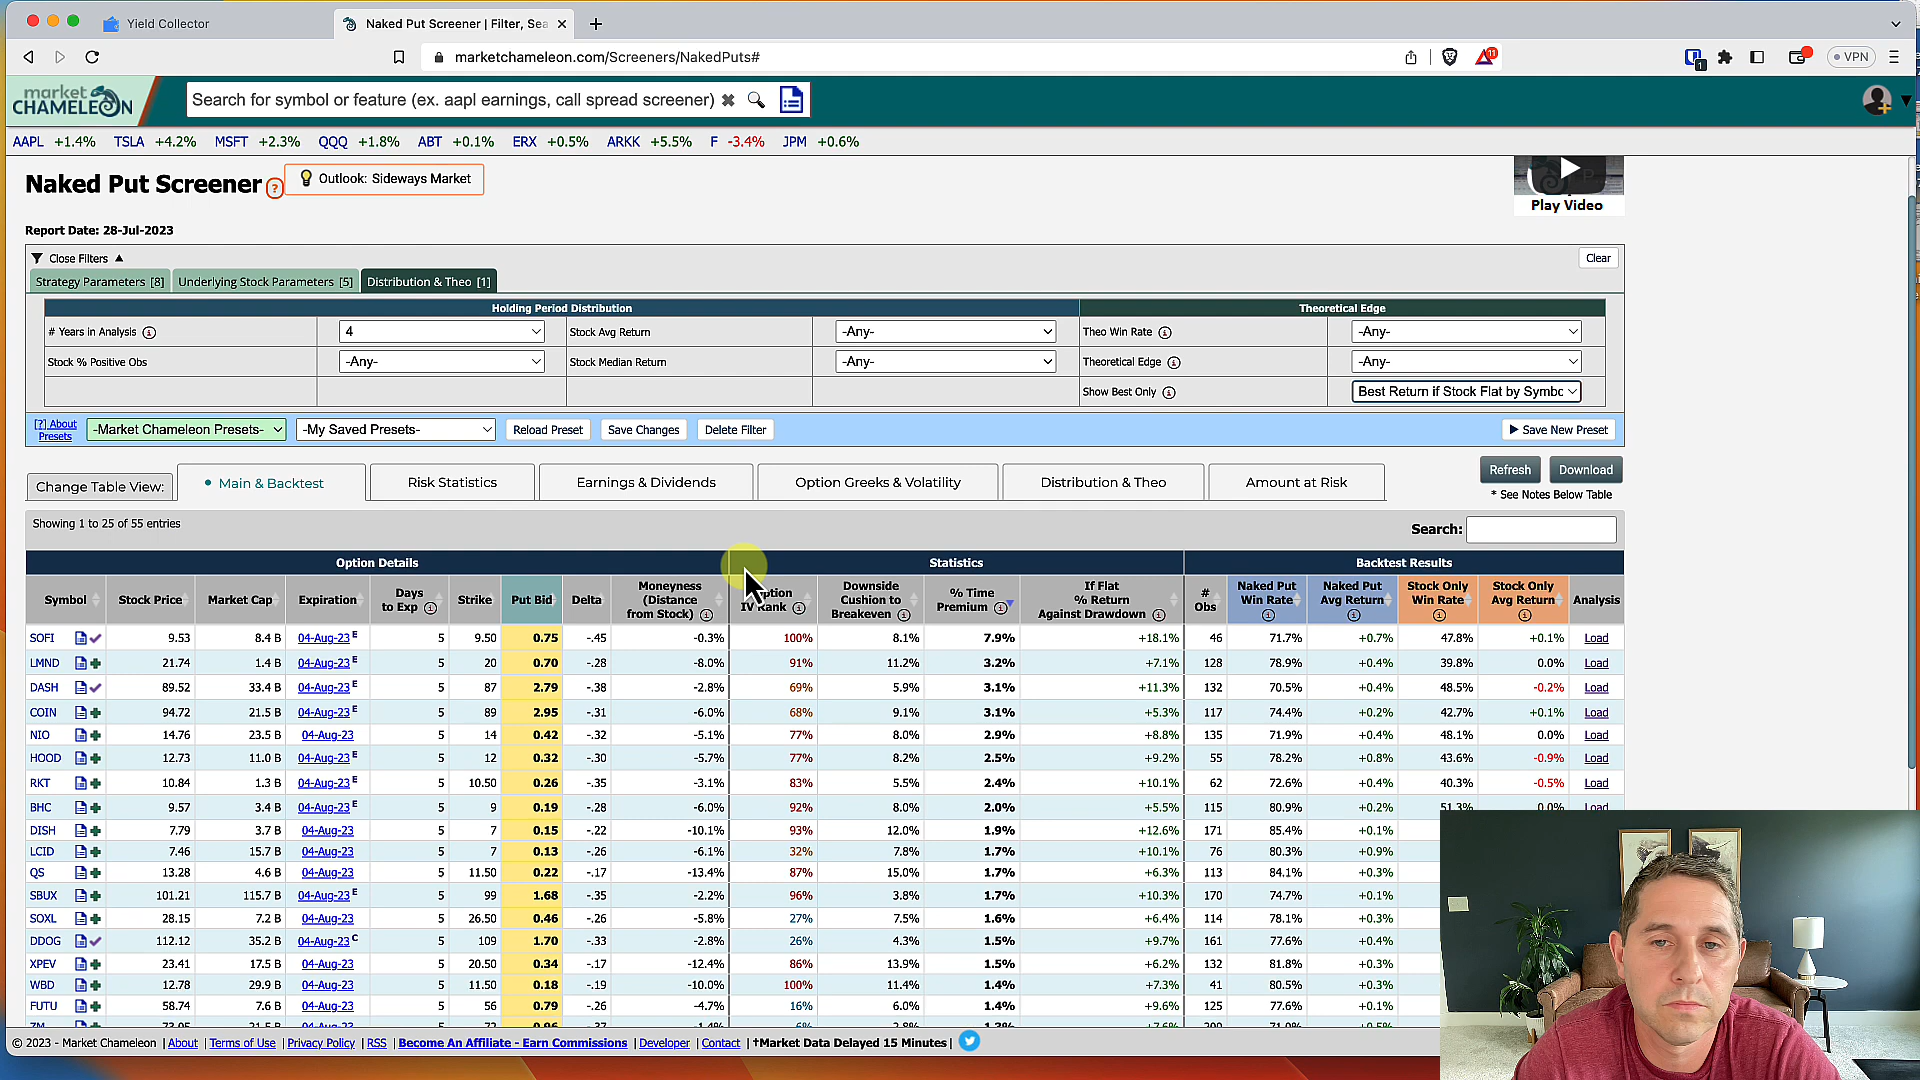 Yield Collector
Naked Put Screener | Filter, Sea
marketchameleon.com/Screeners/NakedPuts#
11
1
VPN
market
CHAMELEON
Search for symbol or feature (ex. aapl earnings, call spread screener)
AAPL +1.4% TSLA +4.2% MSFT +2.3% QQQ +1.8% ABT +0.1% ERX +0.5% ARKK +5.5% F -3.4% JPM +0.6%
Naked Put Screener ?
Outlook: Sideways Market
Play Video
Report Date: 28-Jul-2023
Close Filters ▲
Clear
Strategy Parameters [8] Underlying Stock Parameters [5] Distribution & Theo [1]
Holding Period Distribution Theoretical Edge
# Years in Analysis 4 Stock Avg Return -Any- Theo Win Rate -Any-
Stock % Positive Obs -Any- Stock Median Return -Any- Theoretical Edge -Any-
Show Best Only Best Return if Stock Flat by Symbo
[?] About Presets -Market Chameleon Presets- -My Saved Presets- Reload Preset Save Changes Delete Filter ▶ Save New Preset
Change Table View: • Main & Backtest Risk Statistics Earnings & Dividends Option Greeks & Volatility Distribution & Theo Amount at Risk
Refresh Download
* See Notes Below Table
Showing 1 to 25 of 55 entries
Search:
Option Details Statistics Backtest Results
Symbol Stock Price Market Cap Expiration Days to Exp Strike Put Bid Delta Moneyness (Distance from Stock) IV Rank Downside Cushion to Breakeven % Time Premium If Flat % Return Against Drawdown # Obs Naked Put Win Rate Naked Put Avg Return Stock Only Win Rate Stock Only Avg Return Analysis
SOFI 9.53 8.4 B 04-Aug-23 E 5 9.50 0.75 -.45 -0.3% 100% 8.1% 7.9% +18.1% 46 71.7% +0.7% 47.8% +0.1% Load
LMND 21.74 1.4 B 04-Aug-23 E 5 20 0.70 -.28 -8.0% 91% 11.2% 3.2% +7.1% 128 78.9% +0.4% 39.8% 0.0% Load
DASH 89.52 33.4 B 04-Aug-23 E 5 87 2.79 -.38 -2.8% 69% 5.9% 3.1% +11.3% 132 70.5% +0.4% 48.5% -0.2% Load
COIN 94.72 21.5 B 04-Aug-23 E 5 89 2.95 -.31 -6.0% 68% 9.1% 3.1% +5.3% 117 74.4% +0.2% 42.7% +0.1% Load
NIO 14.76 23.5 B 04-Aug-23 5 14 0.42 -.32 -5.1% 77% 8.0% 2.9% +8.8% 135 71.9% +0.4% 48.1% 0.0% Load
HOOD 12.73 11.0 B 04-Aug-23 E 5 12 0.32 -.30 -5.7% 77% 8.2% 2.5% +9.2% 55 78.2% +0.8% 43.6% -0.9% Load
RKT 10.84 1.3 B 04-Aug-23 E 5 10.50 0.26 -.35 -3.1% 83% 5.5% 2.4% +10.1% 62 72.6% +0.4% 40.3% -0.5% Load
BHC 9.57 3.4 B 04-Aug-23 E 5 9 0.19 -.28 -6.0% 92% 8.0% 2.0% +5.5% 115 80.9% +0.2% 51.3% 0.0% Load
DISH 7.79 3.7 B 04-Aug-23 5 7 0.15 -.22 -10.1% 93% 12.0% 1.9% +12.6% 171 85.4% +0.1%
LCID 7.46 15.7 B 04-Aug-23 5 7 0.13 -.26 -6.1% 32% 7.8% 1.7% +10.1% 76 80.3% +0.9%
QS 13.28 4.6 B 04-Aug-23 5 11.50 0.22 -.17 -13.4% 87% 15.0% 1.7% +6.3% 113 84.1% +0.3%
SBUX 101.21 115.7 B 04-Aug-23 E 5 99 1.68 -.35 -2.2% 96% 3.8% 1.7% +10.3% 170 74.7% +0.1%
SOXL 28.15 7.2 B 04-Aug-23 5 26.50 0.46 -.26 -5.8% 27% 7.5% 1.6% +6.4% 114 78.1% +0.3%
DDOG 112.12 35.2 B 04-Aug-23 C 5 109 1.70 -.33 -2.8% 26% 4.3% 1.5% +9.7% 161 77.6% +0.4%
XPEV 23.41 17.5 B 04-Aug-23 5 20.50 0.34 -.17 -12.4% 86% 13.9% 1.5% +6.2% 132 81.8% +0.3%
WBD 12.78 29.9 B 04-Aug-23 5 11.50 0.18 -.19 -10.0% 100% 11.4% 1.4% +7.3% 41 80.5% +0.3%
FUTU 58.74 7.6 B 04-Aug-23 5 56 0.79 -.26 -4.7% 16% 6.0% 1.4% +9.6% 125 77.6% +0.1%
© 2023 - Market Chameleon | About | Terms of Use | Privacy Policy | RSS | Become An Affiliate - Earn Commissions | Developer | Contact | †Market Data Delayed 15 Minutes |